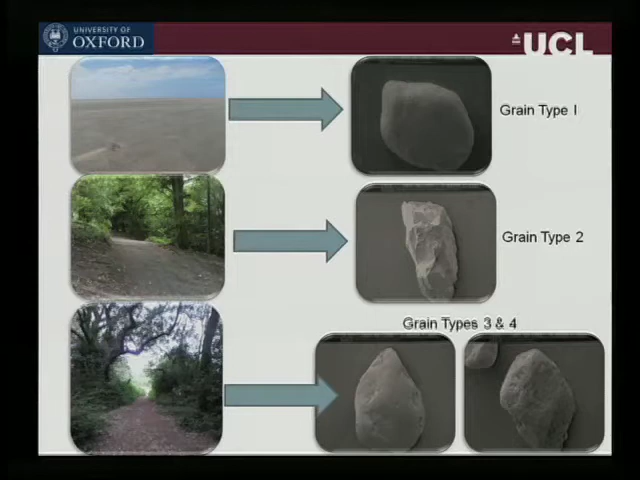 UNIVERSITY OF
OXFORD
UCL
Grain Type 1
Grain Type 2
Grain Types 3 & 4